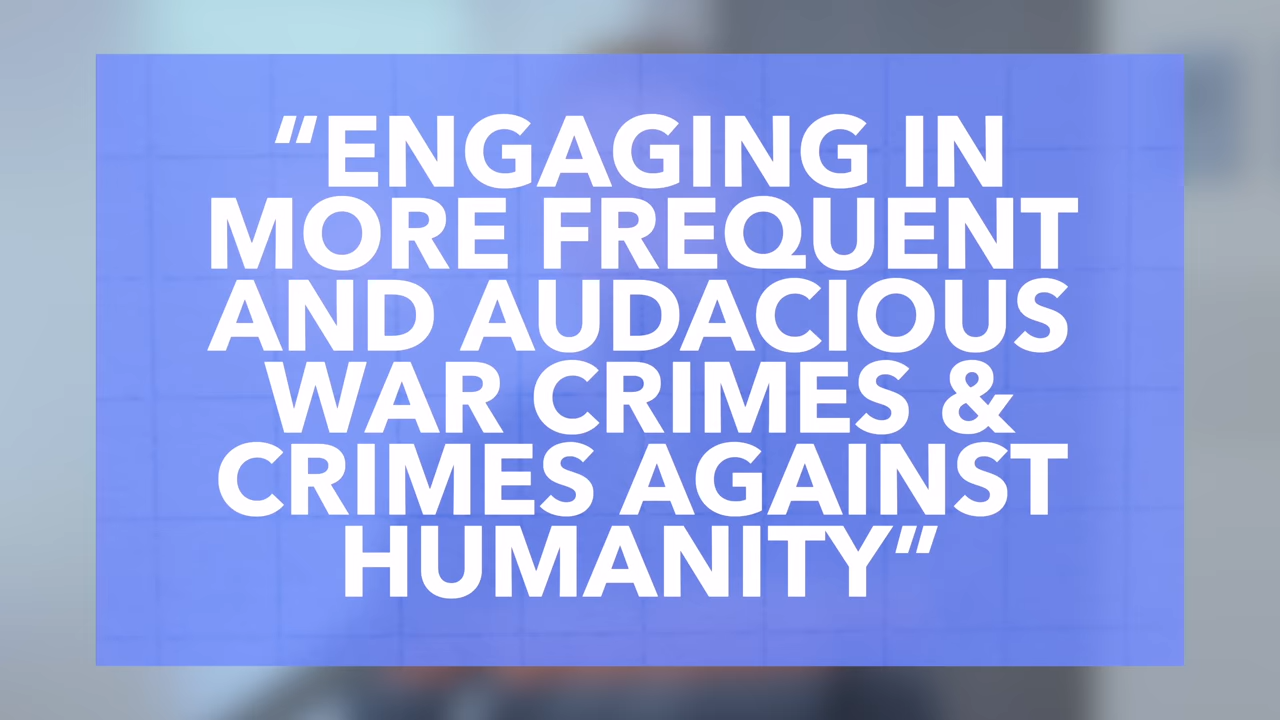 “ENGAGING IN
MORE FREQUENT
AND AUDACIOUS
WAR CRIMES &
CRIMES AGAINST
HUMANITY”